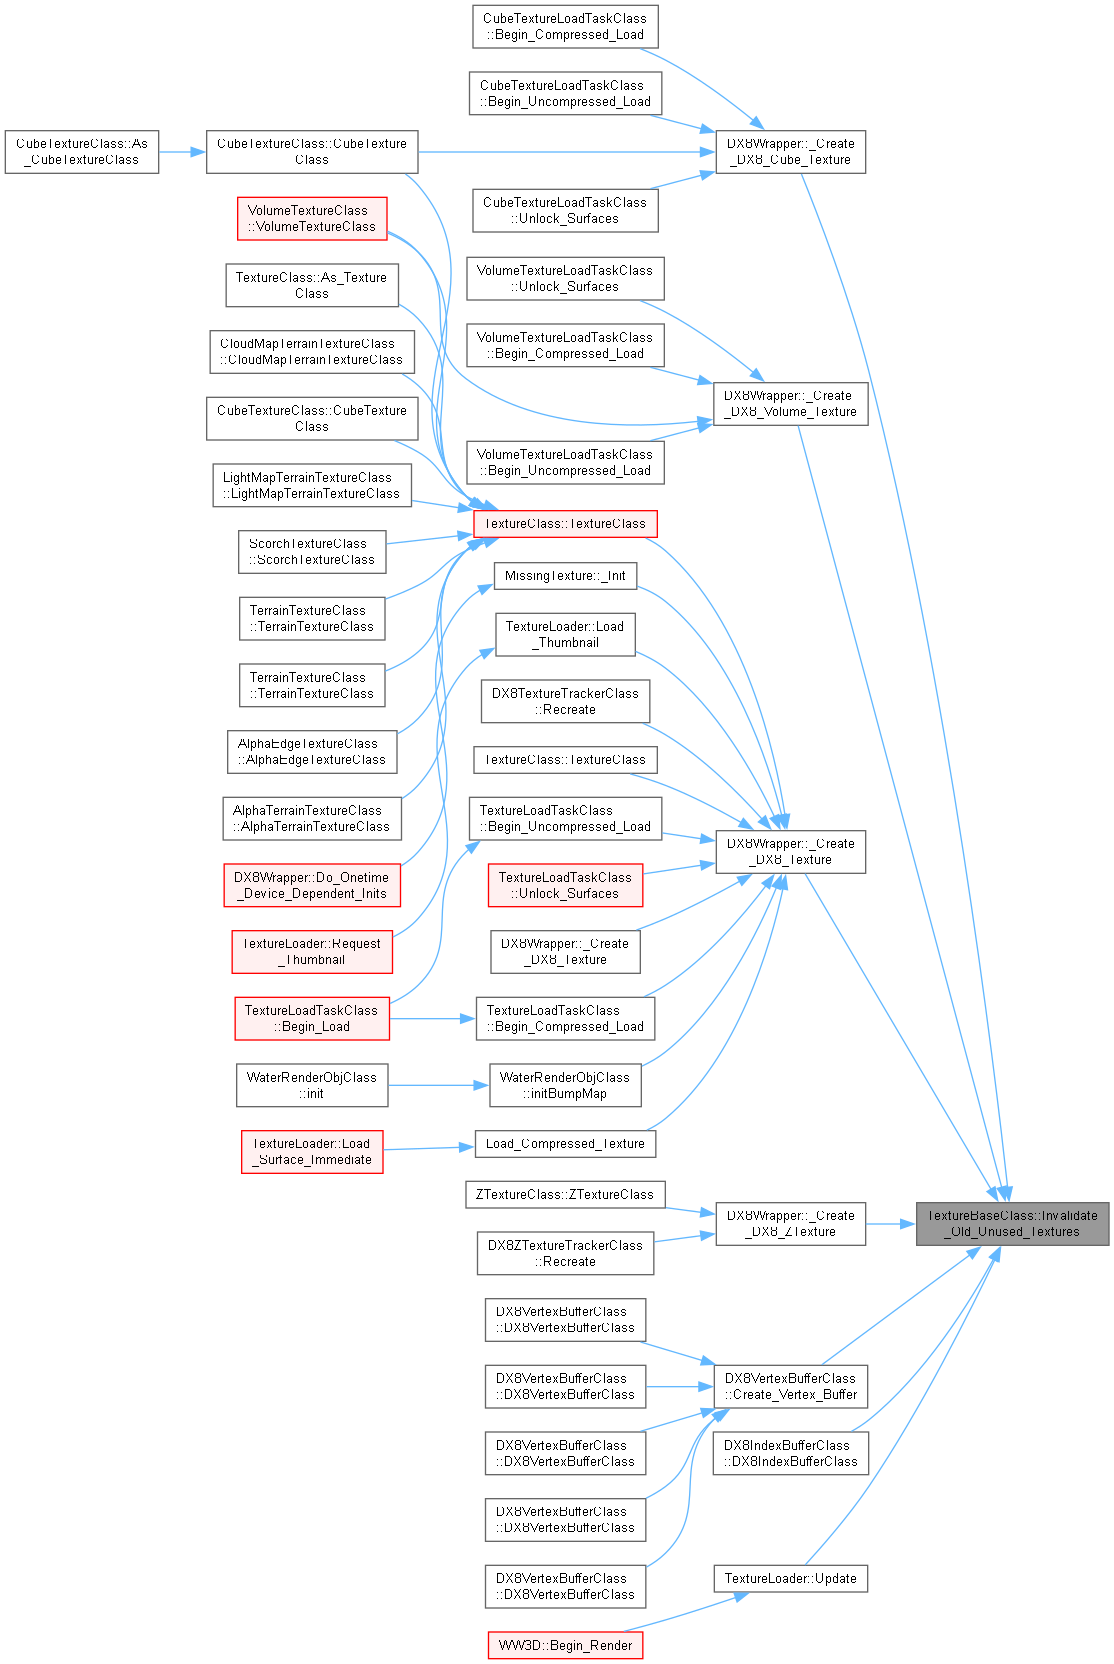 CubeTextureLoadTaskClass
::Begin_Compressed_Load
CubeTextureLoadTaskClass
::Begin_Uncompressed_Load
CubeTextureClass::As
_CubeTextureClass
CubeTextureClass::CubeTexture
Class
DX8Wrapper::_Create
_DX8_Cube_Texture
VolumeTextureClass
::VolumeTextureClass
CubeTextureLoadTaskClass
::Unlock_Surfaces
TextureClass::As_Texture
Class
VolumeTextureLoadTaskClass
::Unlock_Surfaces
CloudMapTerrainTextureClass
::CloudMapTerrainTextureClass
VolumeTextureLoadTaskClass
::Begin_Compressed_Load
CubeTextureClass::CubeTexture
Class
DX8Wrapper::_Create
_DX8_Volume_Texture
LightMapTerrainTextureClass
::LightMapTerrainTextureClass
VolumeTextureLoadTaskClass
::Begin_Uncompressed_Load
TextureClass::TextureClass
ScorchTextureClass
::ScorchTextureClass
MissingTexture::_Init
TerrainTextureClass
::TerrainTextureClass
TextureLoader::Load
_Thumbnail
TerrainTextureClass
::TerrainTextureClass
DX8TextureTrackerClass
::Recreate
AlphaEdgeTextureClass
::AlphaEdgeTextureClass
TextureClass::TextureClass
AlphaTerrainTextureClass
::AlphaTerrainTextureClass
TextureLoadTaskClass
::Begin_Uncompressed_Load
DX8Wrapper::_Create
_DX8_Texture
DX8Wrapper::Do_Onetime
_Device_Dependent_Inits
TextureLoadTaskClass
::Unlock_Surfaces
TextureLoader::Request
_Thumbnail
DX8Wrapper::_Create
_DX8_Texture
TextureLoadTaskClass
::Begin_Load
TextureLoadTaskClass
::Begin_Compressed_Load
WaterRenderObjClass
::init
WaterRenderObjClass
::initBumpMap
TextureLoader::Load
_Surface_Immediate
Load_Compressed_Texture
ZTextureClass::ZTextureClass
DX8Wrapper::_Create
_DX8_ZTexture
TextureBaseClass::Invalidate
_Old_Unused_Textures
DX8ZTextureTrackerClass
::Recreate
DX8VertexBufferClass
::DX8VertexBufferClass
DX8VertexBufferClass
::DX8VertexBufferClass
DX8VertexBufferClass
::Create_Vertex_Buffer
DX8VertexBufferClass
::DX8VertexBufferClass
DX8IndexBufferClass
::DX8IndexBufferClass
DX8VertexBufferClass
::DX8VertexBufferClass
DX8VertexBufferClass
::DX8VertexBufferClass
TextureLoader::Update
WW3D::Begin_Render